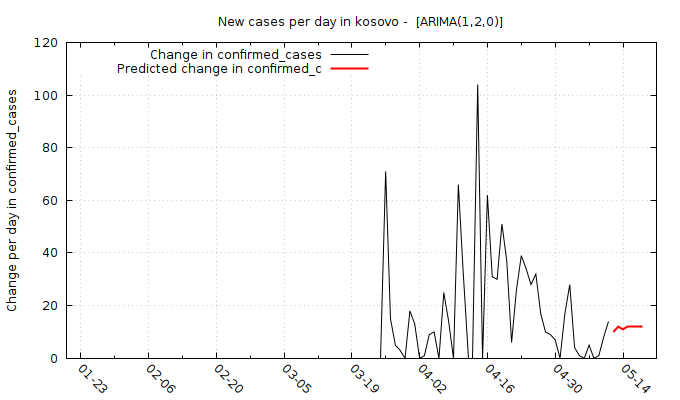 New cases per day in kosovo -  [ARIMA(1,2,0)]
Change per day in confirmed_cases
Change in confirmed_cases
Predicted change in confirmed_c
120
100
80
60
40
20
0
01-23 02-06 02-20 03-05 03-19 04-02 04-16 04-30 05-14